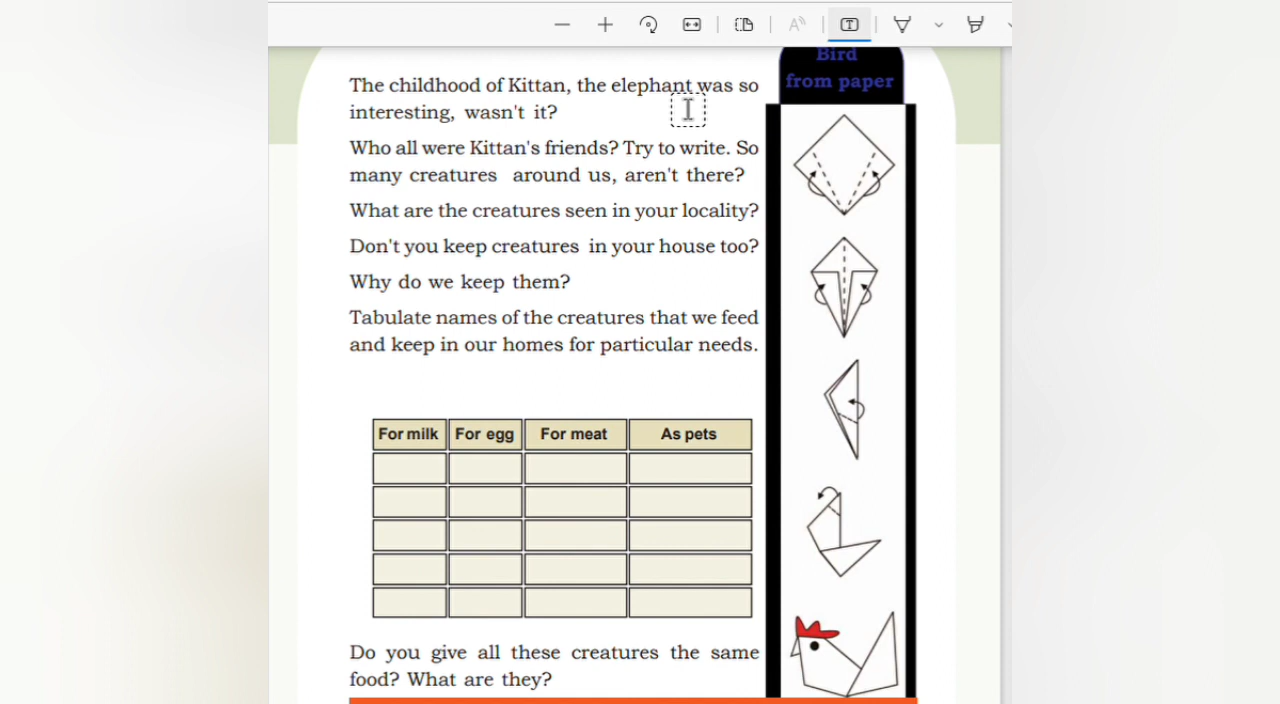 The childhood of Kittan, the elephant was so
interesting, wasn't it?
Who all were Kittan's friends? Try to write. So
many creatures around us, aren't there?
What are the creatures seen in your locality?
Don't you keep creatures in your house too?
Why do we keep them?
Tabulate names of the creatures that we feed
and keep in our homes for particular needs.
For milk For egg For meat As pets
Do you give all these creatures the same
food? What are they?
Bird
from paper